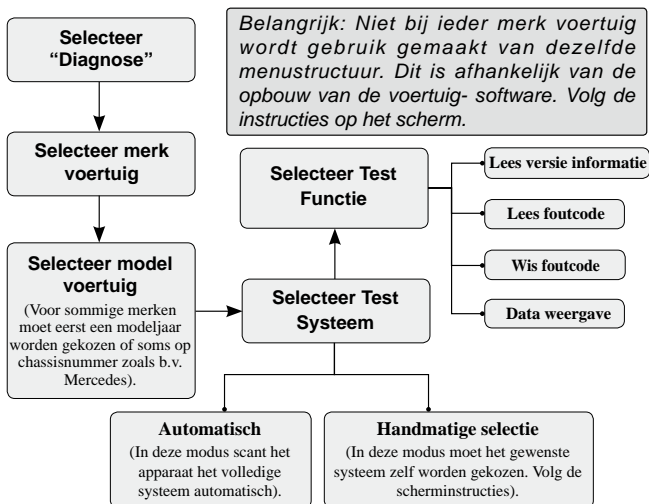 Selecteer
“Diagnose”
Belangrijk: Niet bij ieder merk voertuig
wordt gebruik gemaakt van dezelfde
menustructuur. Dit is afhankelijk van de
opbouw van de voertuig- software. Volg de
instructies op het scherm.
Selecteer merk
voertuig
Selecteer model
voertuig
(Voor sommige merken
moet eerst een modeljaar
worden gekozen of soms op
chassisnummer zoals b.v.
Mercedes).
Selecteer Test
Functie
Lees versie informatie
Lees foutcode
Wis foutcode
Data weergave
Selecteer Test
Systeem
Automatisch
(In deze modus scant het
apparaat het volledige
systeem automatisch).
Handmatige selectie
(In deze modus moet het gewenste
systeem zelf worden gekozen. Volg de
scherminstructies).